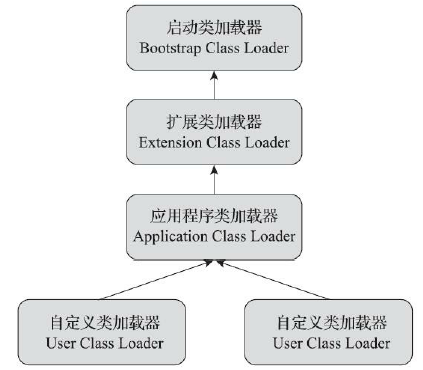 启动类加载器
Bootstrap Class Loader
扩展类加载器
Extension Class Loader
应用程序类加载器
Application Class Loader
自定义类加载器
User Class Loader
自定义类加载器
User Class Loader